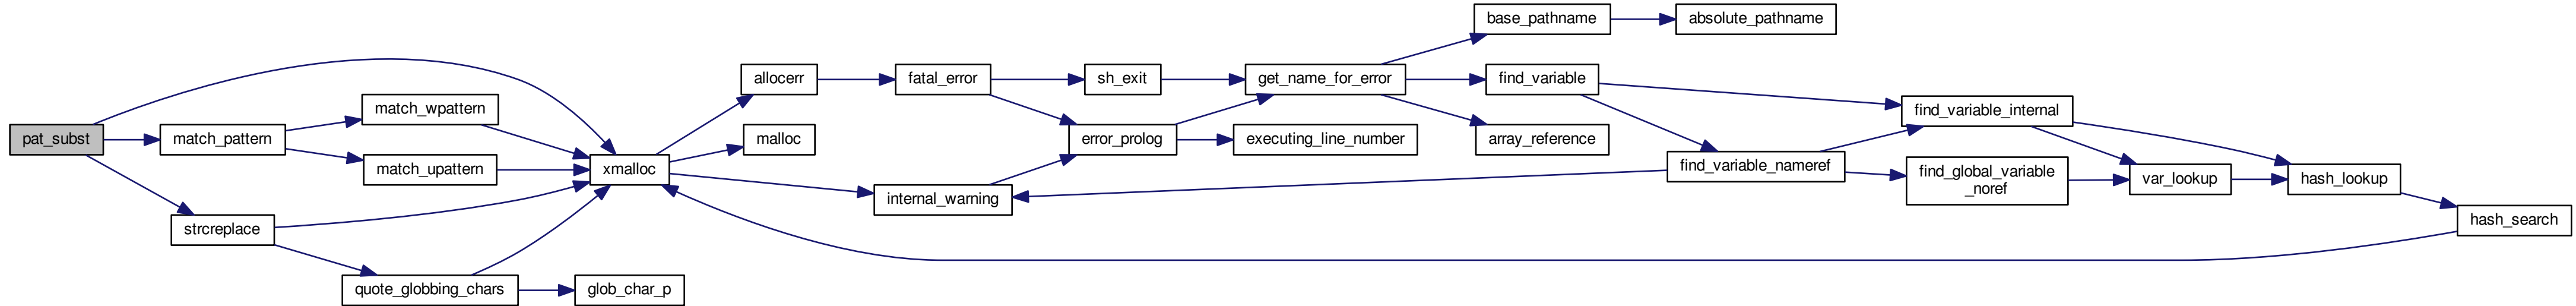 pat_subst
match_pattern
strcreplace
match_wpattern
match_upattern
quote_globbing_chars
xmalloc
glob_char_p
allocerr
malloc
internal_warning
fatal_error
sh_exit
error_prolog
get_name_for_error
executing_line_number
base_pathname
find_variable
array_reference
absolute_pathname
find_variable_nameref
find_variable_internal
find_global_variable
_noref
var_lookup
hash_lookup
hash_search